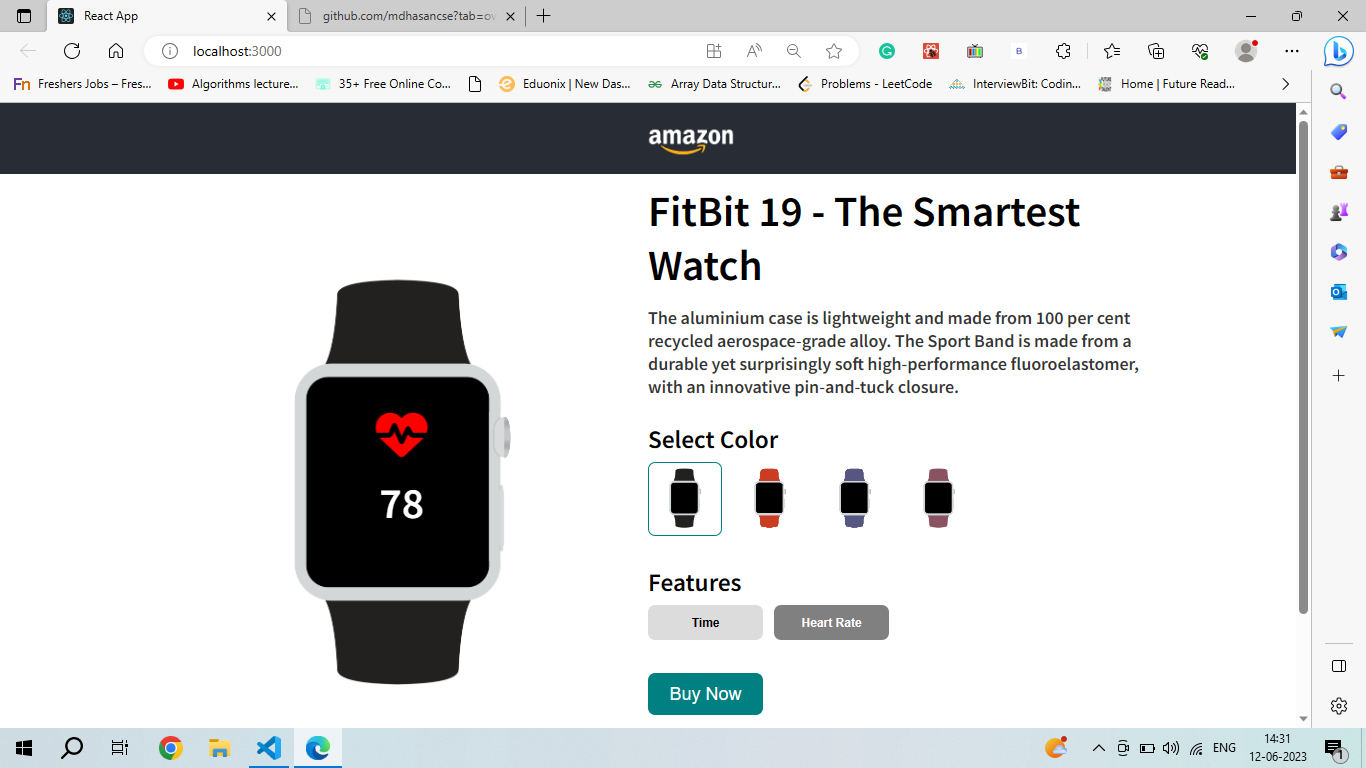 React App
github.com/mdhasancse?tab=ov
localhost:3000
Freshers Jobs – Fres...
Algorithms lecture...
35+ Free Online Co...
Eduonix | New Das...
Array Data Structur...
Problems - LeetCode
InterviewBit: Codin...
Home | Future Read...
amazon
FitBit 19 - The Smartest
Watch
The aluminium case is lightweight and made from 100 per cent
recycled aerospace-grade alloy. The Sport Band is made from a
durable yet surprisingly soft high-performance fluoroelastomer,
with an innovative pin-and-tuck closure.
78
Select Color
Features
Time
Heart Rate
Buy Now
ENG
14:31
12-06-2023
1